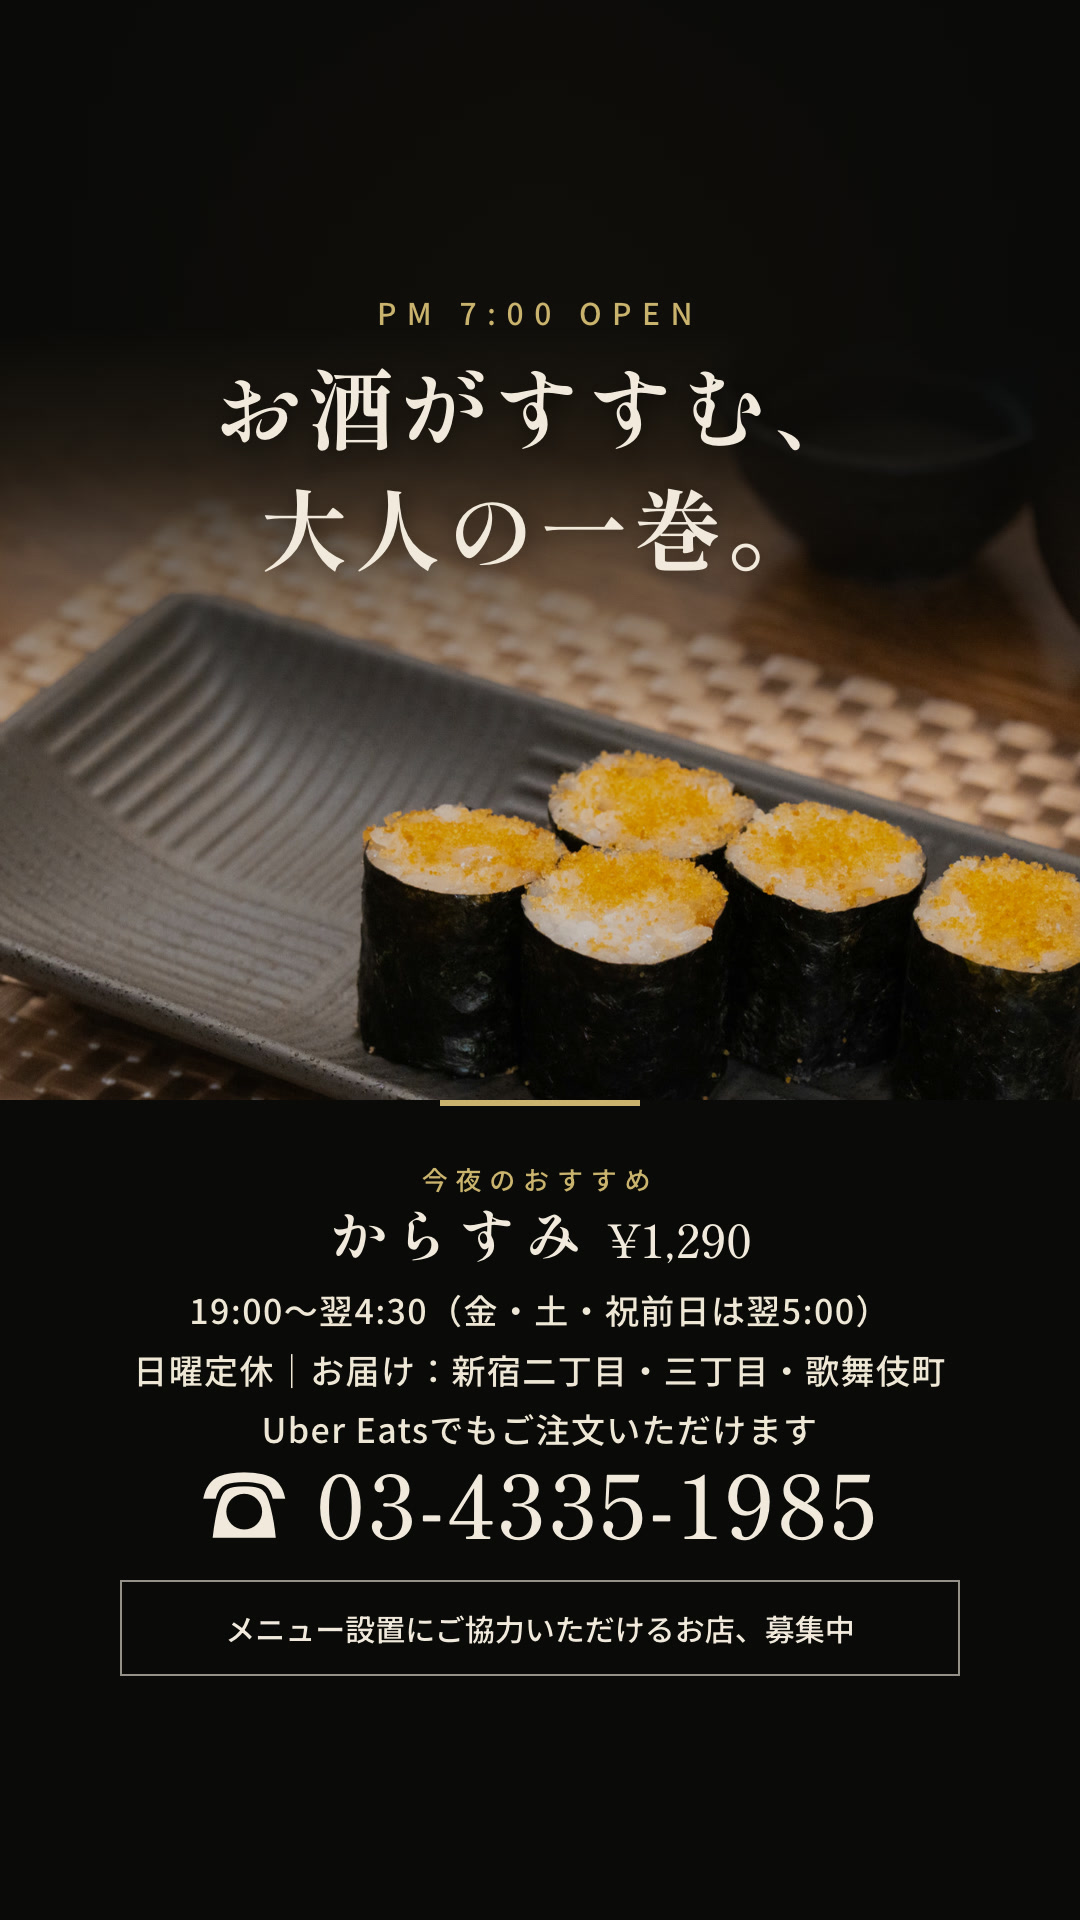 PM 7:00 OPEN
お酒がすすむ、
大人の一巻。
今夜のおすすめ
からすみ ¥1,290
19:00〜翌4:30（金・土・祝前日は翌5:00）
日曜定休｜お届け：新宿二丁目・三丁目・歌舞伎町
Uber Eatsでもご注文いただけます
☎ 03-4335-1985
メニュー設置にご協力いただけるお店、募集中